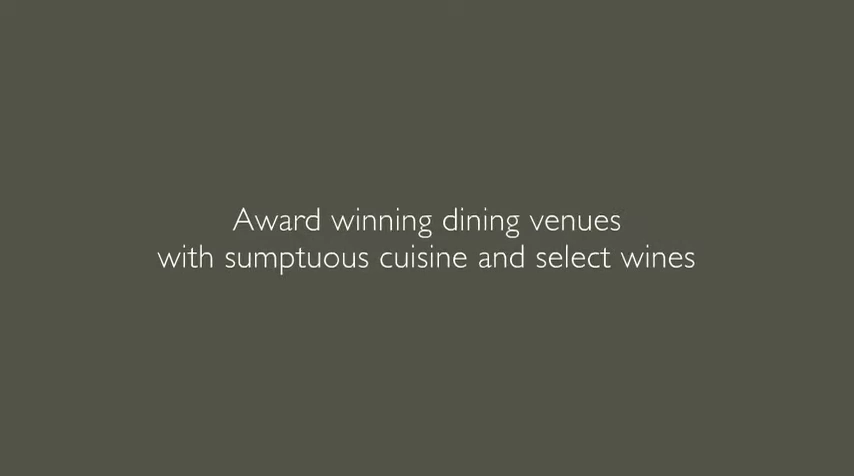 Award winning dining venues
with sumptuous cuisine and select wines